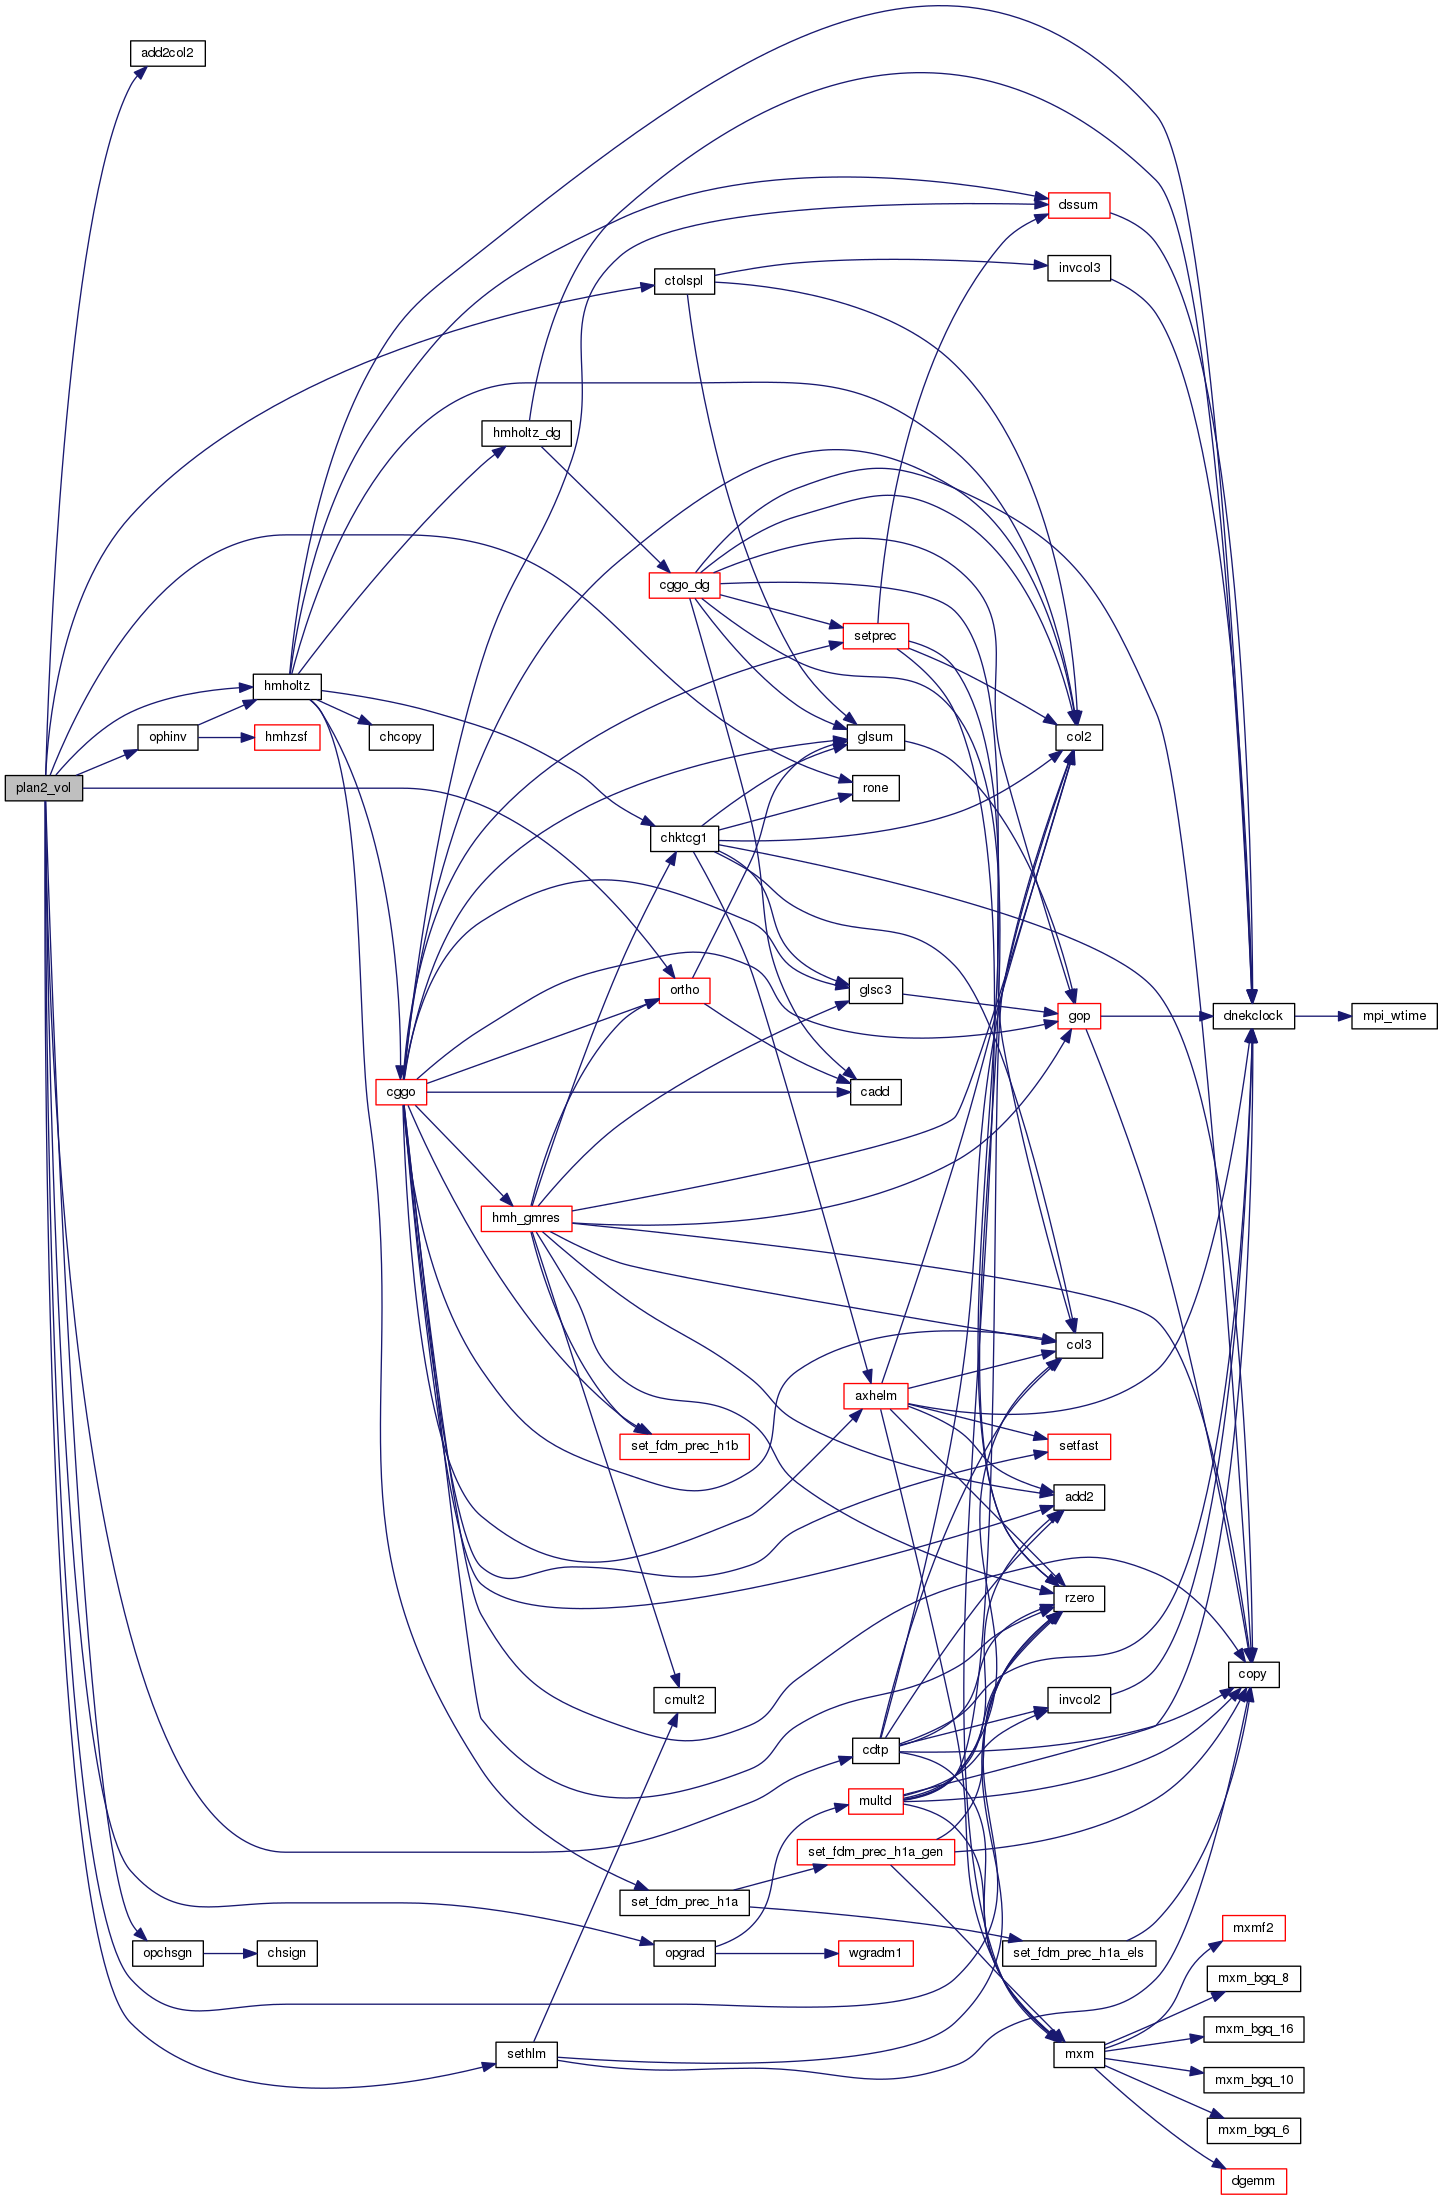 add2col2
dssum
invcol3
ctolspl
hmholtz_dg
cggo_dg
setprec
hmholtz
ophinv
hmhzsf
chcopy
glsum
col2
plan2_vol
rone
chktcg1
ortho
glsc3
gop
dnekclock
mpi_wtime
cggo
cadd
hmh_gmres
col3
axhelm
set_fdm_prec_h1b
setfast
add2
rzero
copy
cmult2
invcol2
cdtp
multd
set_fdm_prec_h1a_gen
set_fdm_prec_h1a
mxmf2
opchsgn
chsign
opgrad
wgradm1
set_fdm_prec_h1a_els
mxm_bgq_8
mxm_bgq_16
sethlm
mxm
mxm_bgq_10
mxm_bgq_6
dgemm